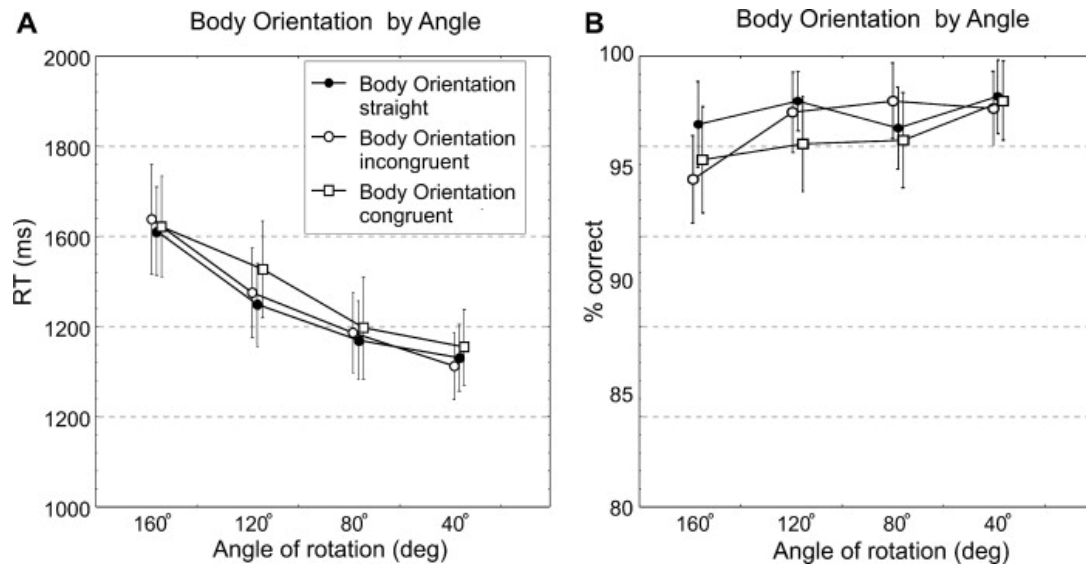 A
Body Orientation by Angle
2000
1800
1600
1200
1200
1000
RT (ms)
Body Orientation
straight
Body Orientation
incongruent
Body Orientation
congruent
160° 120° 80° 40°
Angle of rotation (deg)
B
Body Orientation by Angle
100
95
90
85
80
% correct
160° 120° 80° 40°
Angle of rotation (deg)